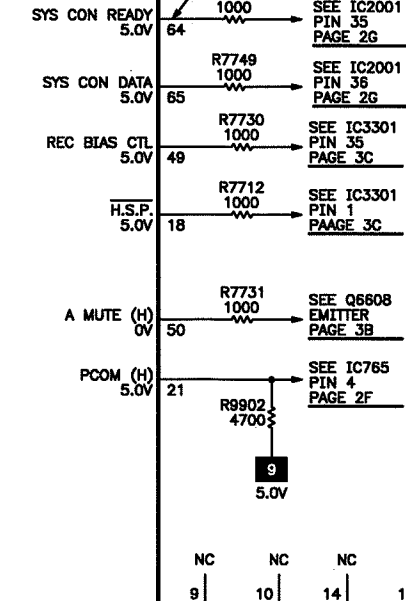 1000
SEE IC2001
SYS CON READY
PIN 35
5.0V
64
PAGE 2G
R7749
SEE IC2001
SYS CON DATA
1000
PIN 36
5.0V
65
PAGE 2G
R7730
SEE IC3301
REC BIAS CTL
1000
PIN 35
5.0V
49
PAGE 3C
R7712
SEE IC3301
H.S.P.
1000
PIN 1
5.0V
18
PAAGE 3C
R7731
SEE Q6608
A MUTE (H)
1000
EMITTER
0V
50
PAGE 3B
SEE IC765
PCOM (H)
PIN 4
5.0V
21
PAGE 2F
R9902
4700
9
5.0V
NC NC NC
9 10 14 1